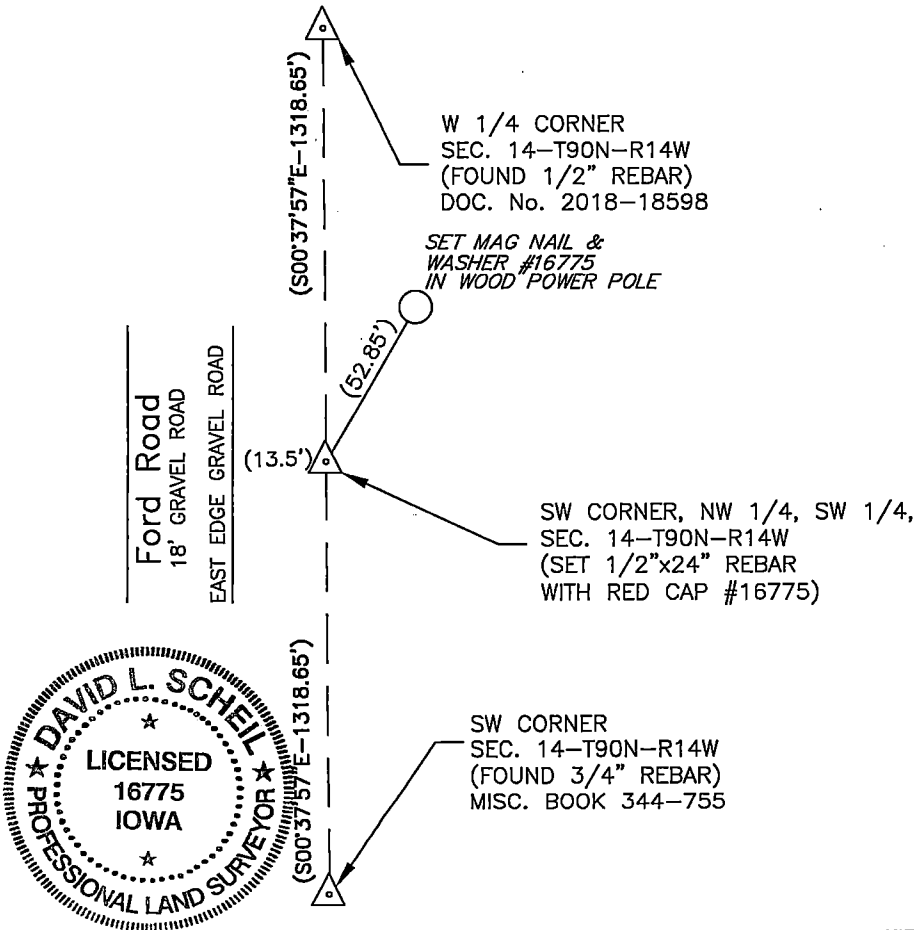 (S00°37'57"E-1318.65')
W 1/4 CORNER
SEC. 14-T90N-R14W
(FOUND 1/2" REBAR)
DOC. No. 2018-18598
SET MAG NAIL &
WASHER #16775
IN WOOD POWER POLE
(52.85')
Ford Road
18' GRAVEL ROAD
EAST EDGE GRAVEL ROAD
(13.5')
SW CORNER, NW 1/4, SW 1/4,
SEC. 14-T90N-R14W
(SET 1/2"x24" REBAR
WITH RED CAP #16775)
(S00°37'57"E-1318.65')
SW CORNER
SEC. 14-T90N-R14W
(FOUND 3/4" REBAR)
MISC. BOOK 344-755
DAVID L. SCHEIL
LICENSED
16775
IOWA
PROFESSIONAL LAND SURVEYOR